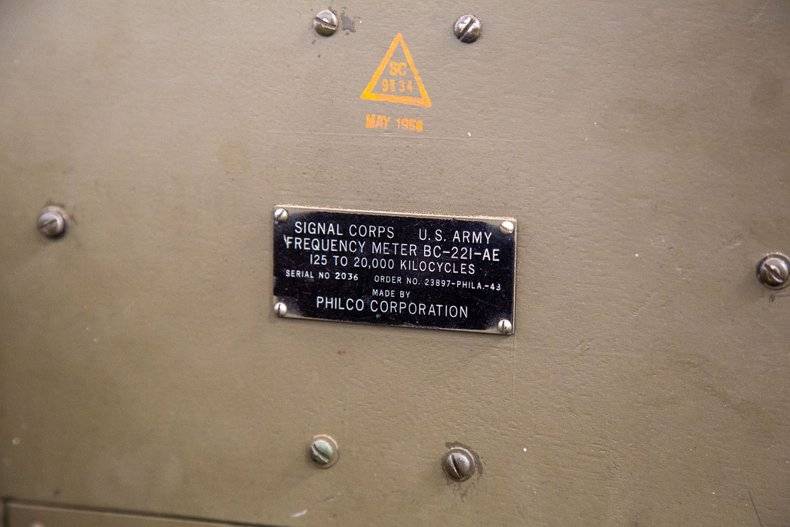 SC
9834
MAY 1958
SIGNAL CORPS U.S. ARMY
FREQUENCY METER BC-221-AE
125 TO 20,000 KILOCYCLES
SERIAL NO 2036 ORDER NO. 23897-PHILA.-43
MADE BY
PHILCO CORPORATION